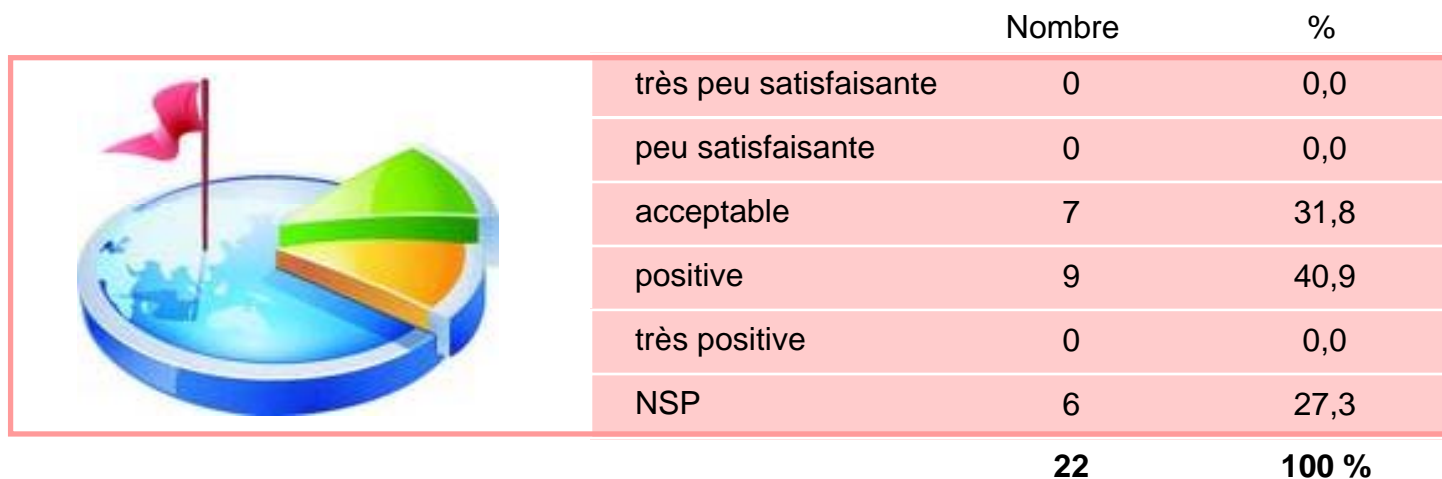 Nombre %
très peu satisfaisante 0 0,0
peu satisfaisante 0 0,0
acceptable 7 31,8
positive 9 40,9
très positive 0 0,0
NSP 6 27,3
22 100 %